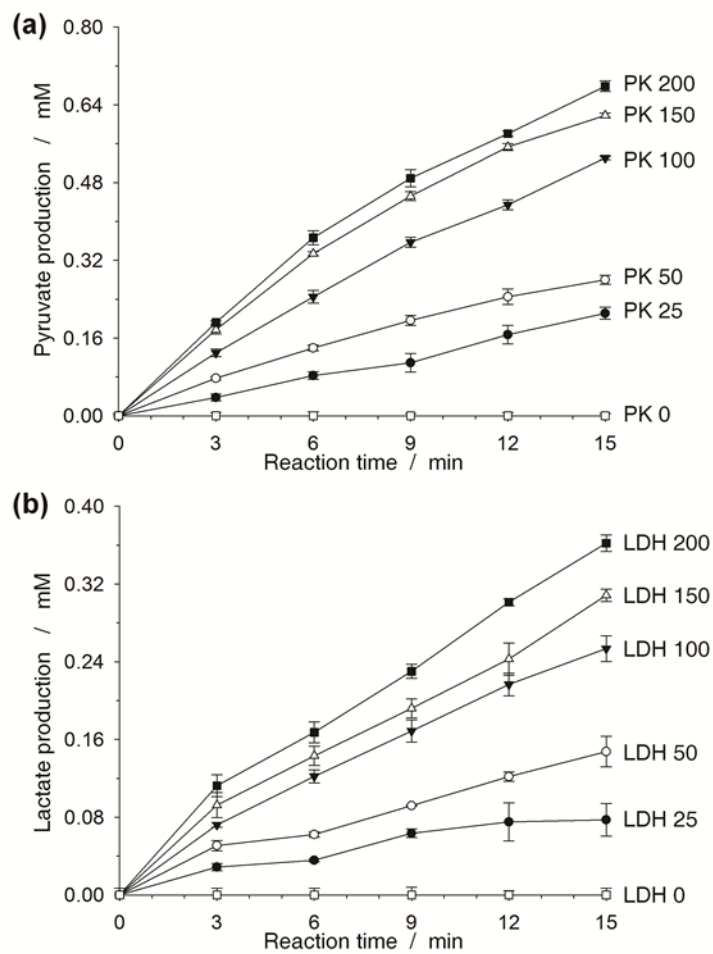 (a)
0.80
0.64
0.48
0.32
0.16
0.00
Pyruvate production / mM
PK 200
PK 150
PK 100
PK 50
PK 25
PK 0
0 3 6 9 12 15
Reaction time / min
(b)
0.40
0.32
0.24
0.16
0.08
0.00
Lactate production / mM
LDH 200
LDH 150
LDH 100
LDH 50
LDH 25
LDH 0
0 3 6 9 12 15
Reaction time / min